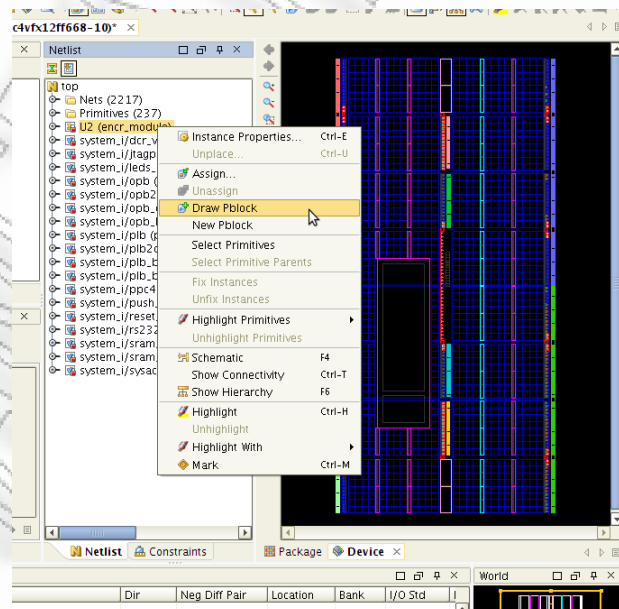 c4vfx12ff668-10)*
Netlist
top
Nets (2217)
Primitives (237)
U2 (encr_module)
system_i/dcr_v
system_i/jtagp
system_i/leds_
system_i/opb (
system_i/opb2
system_i/opb_
system_i/opb_
system_i/plb (p
system_i/plb2o
system_i/plb_b
system_i/plb_b
system_i/ppc4
system_i/push_
system_i/reset_
system_i/rs232
system_i/sram
system_i/sram_
system_i/sysac
Instance Properties... Ctrl-E
Unplace... Ctrl-U
Assign...
Unassign
Draw Pblock
New Pblock
Select Primitives
Select Primitive Parents
Fix Instances
Unfix Instances
Highlight Primitives
Unhighlight Primitives
Schematic F4
Show Connectivity Ctrl-T
Show Hierarchy F6
Highlight Ctrl-H
Unhighlight
Highlight With
Mark Ctrl-M
Netlist Constraints Package Device
World
Dir Neg Diff Pair Location Bank I/O Std